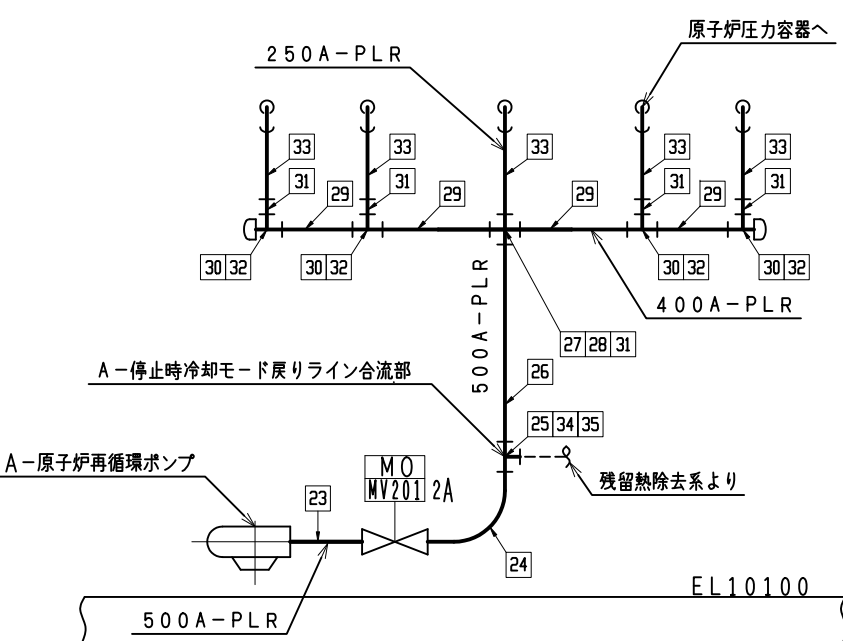 原子炉圧力容器へ
250A-PLR
33 33 33 33 33
31 31 31 31
29 29 29 29
30 32 30 32 30 32 30 32
400A-PLR
500A-PLR
27 28 31
A-停止時冷却モード戻りライン合流部
26
25 34 35
A-原子炉再循環ポンプ
MO
MV201 2A
残留熱除去系より
23
24
EL10100
500A-PLR